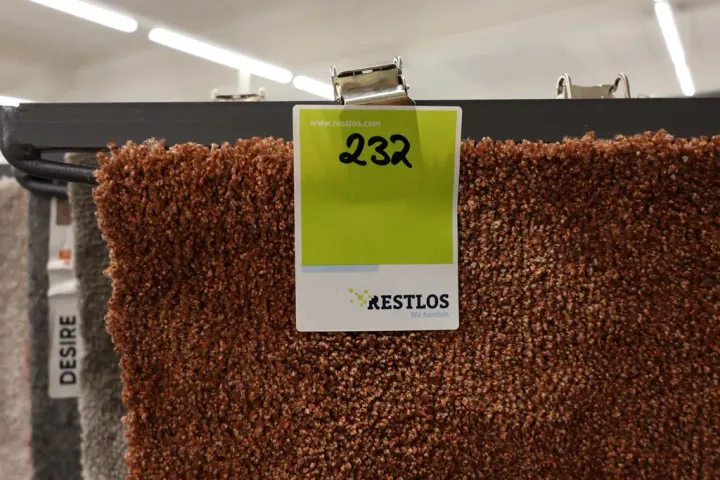 www.restlos.com
232
RESTLOS
Wir handeln.
DESIRE